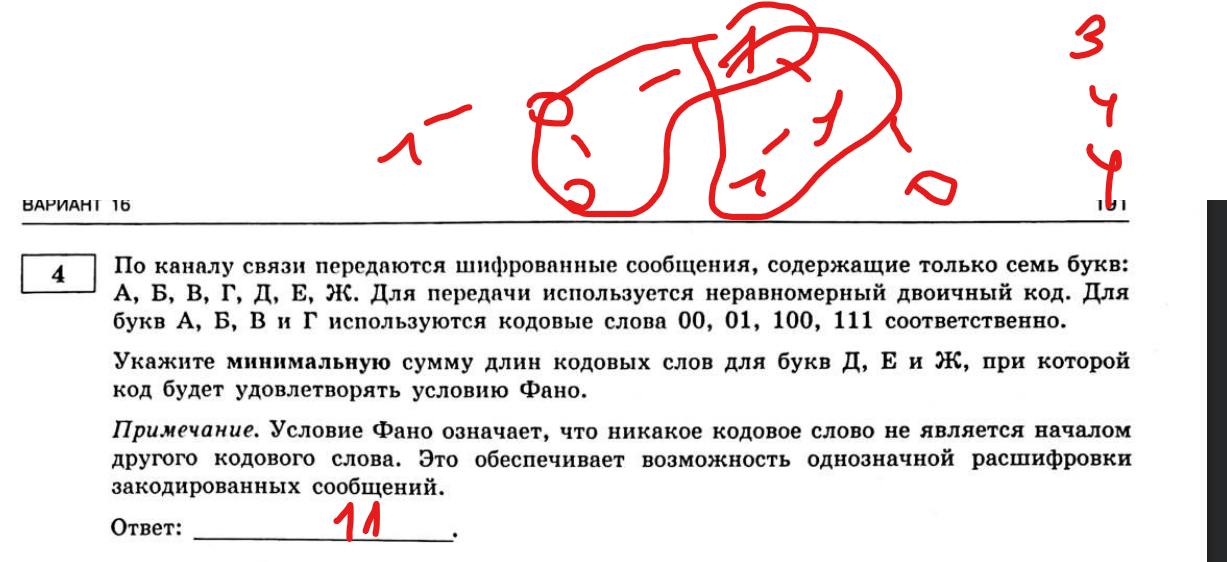 1 0 0 1 1 1 0
3
4
4
ВАРИАНТ 16 191
4 По каналу связи передаются шифрованные сообщения, содержащие только семь букв:
А, Б, В, Г, Д, Е, Ж. Для передачи используется неравномерный двоичный код. Для
букв А, Б, В и Г используются кодовые слова 00, 01, 100, 111 соответственно.
Укажите минимальную сумму длин кодовых слов для букв Д, Е и Ж, при которой
код будет удовлетворять условию Фано.
Примечание. Условие Фано означает, что никакое кодовое слово не является началом
другого кодового слова. Это обеспечивает возможность однозначной расшифровки
закодированных сообщений.
Ответ: 11.